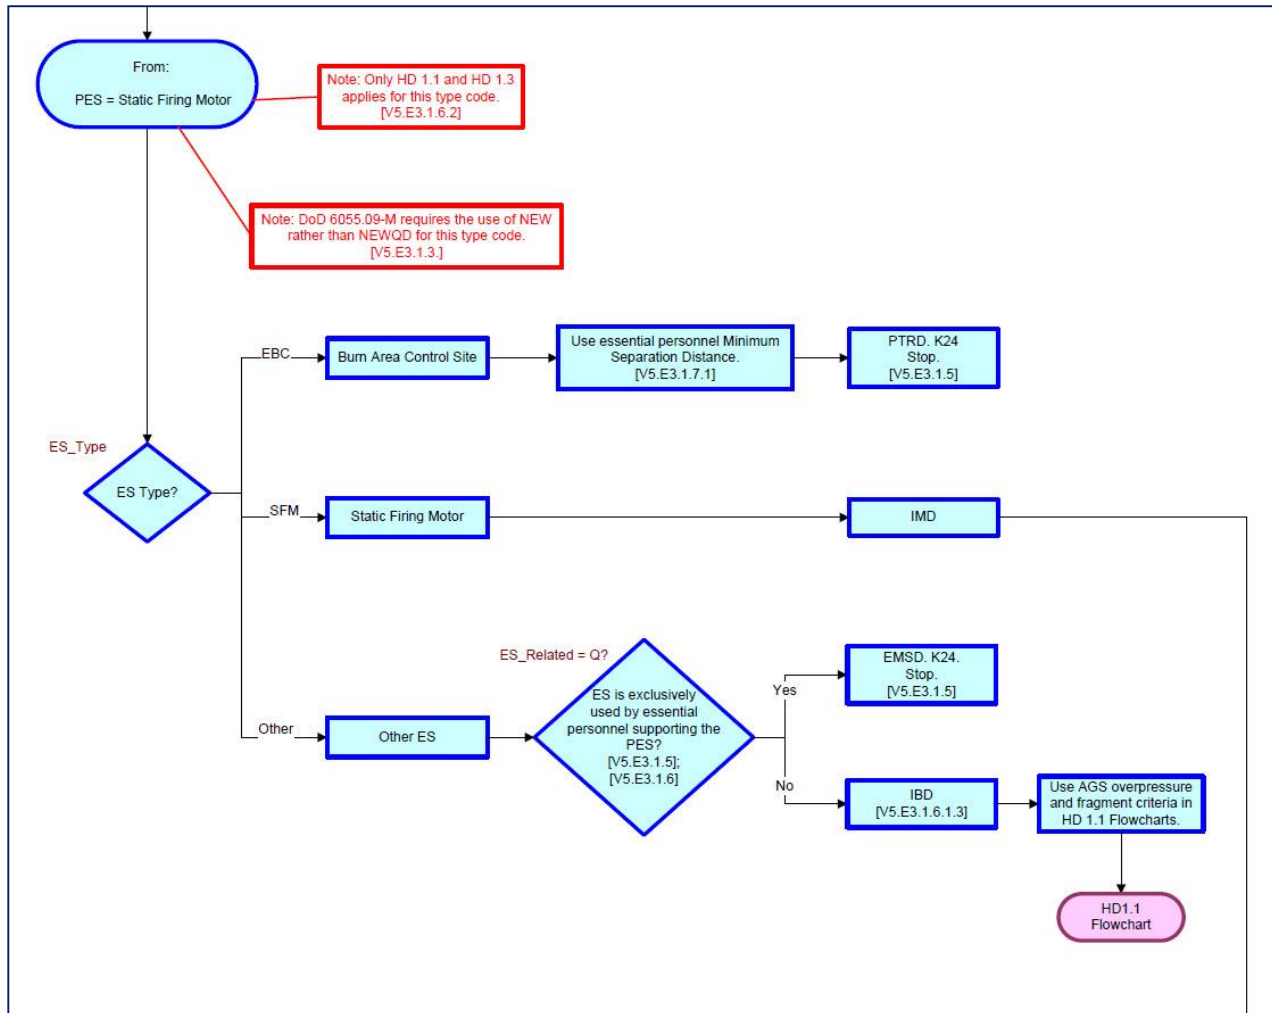 From:
PES = Static Firing Motor
Note: Only HD 1.1 and HD 1.3
applies for this type code.
[V5.E3.1.6.2]
Note: DoD 6055.09-M requires the use of NEW
rather than NEWQD for this type code.
[V5.E3.1.3.]
EBC
Burn Area Control Site
Use essential personnel Minimum
Separation Distance.
[V5.E3.1.7.1]
PTRD. K24
Stop.
[V5.E3.1.5]
ES_Type
ES Type?
SFM
Static Firing Motor
IMD
Other
Other ES
ES_Related = Q?
ES is exclusively
used by essential
personnel supporting the
PES?
[V5.E3.1.5];
[V5.E3.1.6]
Yes
EMSD. K24.
Stop.
[V5.E3.1.5]
No
IBD
[V5.E3.1.6.1.3]
Use AGS overpressure
and fragment criteria in
HD 1.1 Flowcharts.
HD1.1
Flowchart